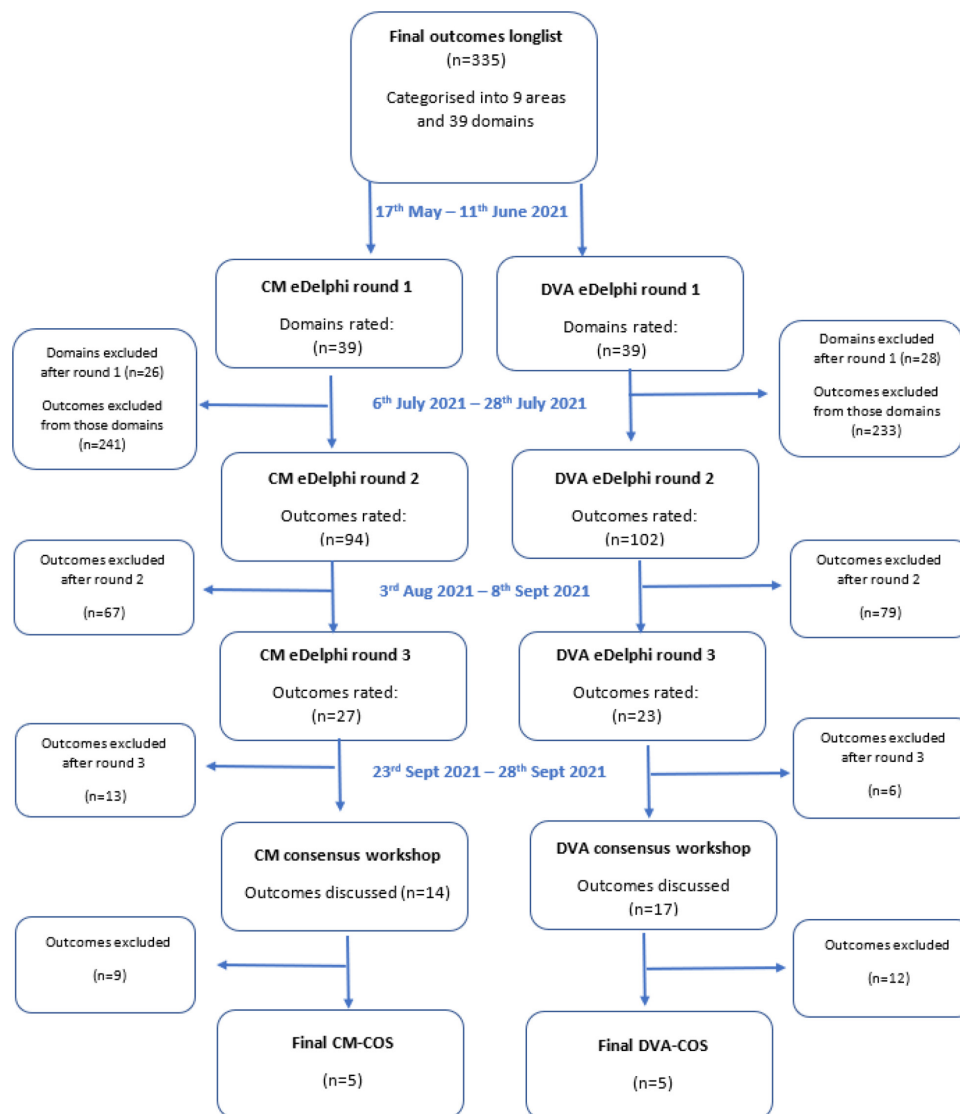 Final outcomes longlist
(n=335)
Categorised into 9 areas
and 39 domains
17th May – 11th June 2021
CM eDelphi round 1
Domains rated:
(n=39)
DVA eDelphi round 1
Domains rated:
(n=39)
Domains excluded
after round 1 (n=26)
Outcomes excluded
from those domains
(n=241)
6th July 2021 – 28th July 2021
Domains excluded
after round 1 (n=28)
Outcomes excluded
from those domains
(n=233)
CM eDelphi round 2
Outcomes rated:
(n=94)
DVA eDelphi round 2
Outcomes rated:
(n=102)
Outcomes excluded
after round 2
(n=67)
3rd Aug 2021 – 8th Sept 2021
Outcomes excluded
after round 2
(n=79)
CM eDelphi round 3
Outcomes rated:
(n=27)
DVA eDelphi round 3
Outcomes rated:
(n=23)
Outcomes excluded
after round 3
(n=13)
23rd Sept 2021 – 28th Sept 2021
Outcomes excluded
after round 3
(n=6)
CM consensus workshop
Outcomes discussed (n=14)
DVA consensus workshop
Outcomes discussed
(n=17)
Outcomes excluded
(n=9)
Outcomes excluded
(n=12)
Final CM-COS
(n=5)
Final DVA-COS
(n=5)